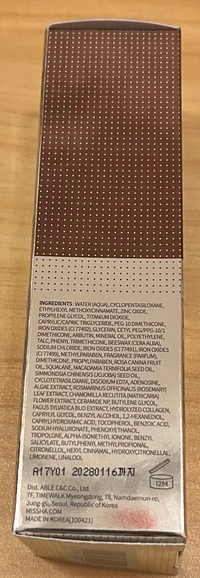 INGREDIENTS: WATER (AQUA), CYCLOPENTASILOXANE,
ETHYLHEXYL METHOXYCINNAMATE, ZINC OXIDE,
PROPYLENE GLYCOL, TITANIUM DIOXIDE,
CAPRYLIC/CAPRIC TRIGLYCERIDE, PEG-10 DIMETHICONE,
IRON OXIDES (CI 77492), GLYCERIN, CETYL PEG/PPG-10/1
DIMETHICONE, ARBUTIN, MINERAL OIL, POLYETHYLENE,
TALC, PHENYL TRIMETHICONE, BEESWAX (CERA ALBA),
SODIUM CHLORIDE, IRON OXIDES (CI 77491), IRON OXIDES
(CI 77499), METHYLPARABEN, FRAGRANCE (PARFUM),
DIMETHICONE, PROPYLPARABEN, ROSA CANINA FRUIT
OIL, SQUALANE, MACADAMIA TERNIFOLIA SEED OIL,
SIMMONDSIA CHINENSIS (JOJOBA) SEED OIL,
CYCLOTETRASILOXANE, DISODIUM EDTA, ADENOSINE,
ALGAE EXTRACT, ROSMARINUS OFFICINALIS (ROSEMARY)
LEAF EXTRACT, CHAMOMILLA RECUTITA (MATRICARIA)
FLOWER EXTRACT, CERAMIDE NP, BUTYLENE GLYCOL,
FAGUS SYLVATICA BUD EXTRACT, HYDROLYZED COLLAGEN,
CAPRYLYL GLYCOL, BENZYL ALCOHOL, 1,2-HEXANEDIOL,
CAPRYLHYDROXAMIC ACID, TOCOPHEROL, BENZOIC ACID,
SODIUM HYALURONATE, PHENOXYETHANOL,
TROPOLONE, ALPHA-ISOMETHYL IONONE, BENZYL
SALICYLATE, BUTYL PHENYL METHYLPROPIONAL,
CITRONELLOL, HEXYL CINNAMAL, HYDROXYCITRONELLAL,
LIMONENE, LINALOOL
A17Y01 20280116까지
12M
Dist. ABLE C&C Co., Ltd.
7F, TIMEWALK Myeongdong, 78, Namdaemun-ro,
Jung-gu, Seoul, Republic of Korea
MISSHA.COM
MADE IN KOREA[100421]